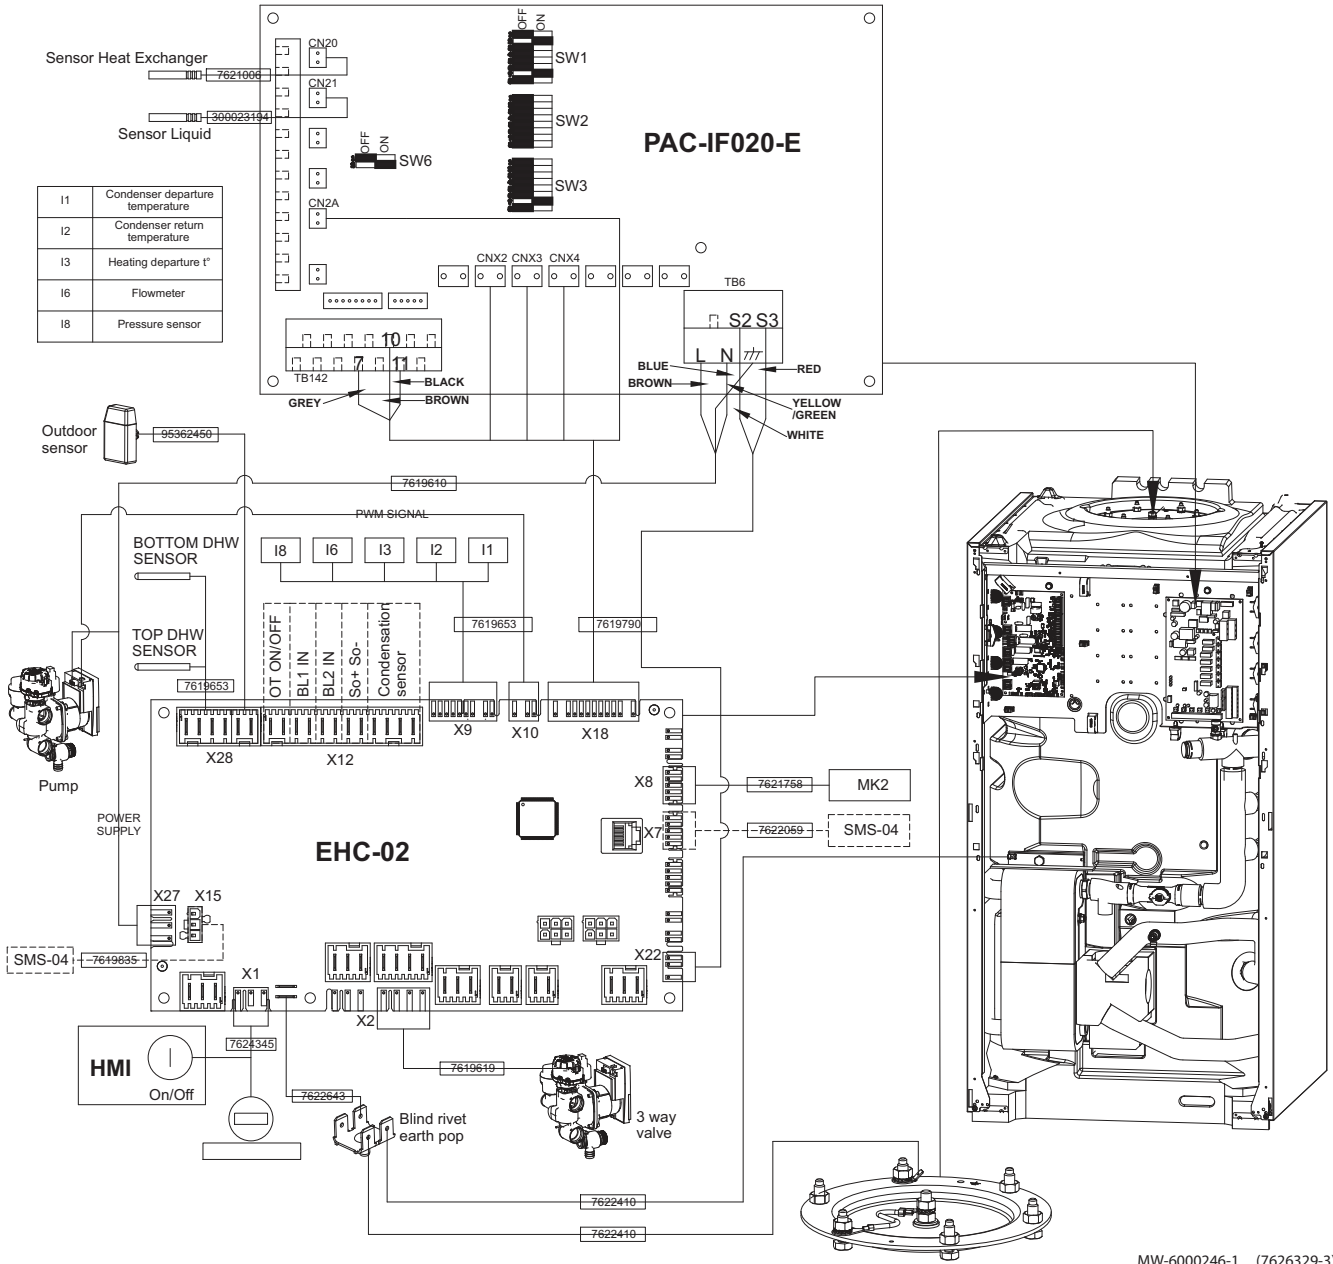 OFF
ON
CN20
SW1
Sensor Heat Exchanger
7621006
CN21
300023194
Sensor Liquid
SW2
OFF
ON
SW6
PAC-IF020-E
SW3
I1 Condenser departure
temperature
I2 Condenser return
temperature
I3 Heating departure t°
I6 Flowmeter
I8 Pressure sensor
CN2A
CNX2 CNX3 CNX4
TB6
S2 S3
10
L N
7 11
TB142
BLACK
BROWN
GREY
BLUE
BROWN
RED
YELLOW
/GREEN
WHITE
Outdoor
sensor
95362450
7619610
PWM SIGNAL
BOTTOM DHW
SENSOR
I8 I6 I3 I2 I1
TOP DHW
SENSOR
7619653
OT ON/OFF
BL1 IN
BL2 IN
So+ So-
Condensation
sensor
7619653
7619790
X28 X12 X9 X10 X18
Pump
X8
7621758
MK2
POWER
SUPPLY
X7
7622059
SMS-04
EHC-02
X27 X15
SMS-04
7619835
X22
X1
X2
7624345
HMI
On/Off
7622643
7619619
Blind rivet
earth pop
3 way
valve
7622410
7622410
MW-6000246-1 (7626329-3)